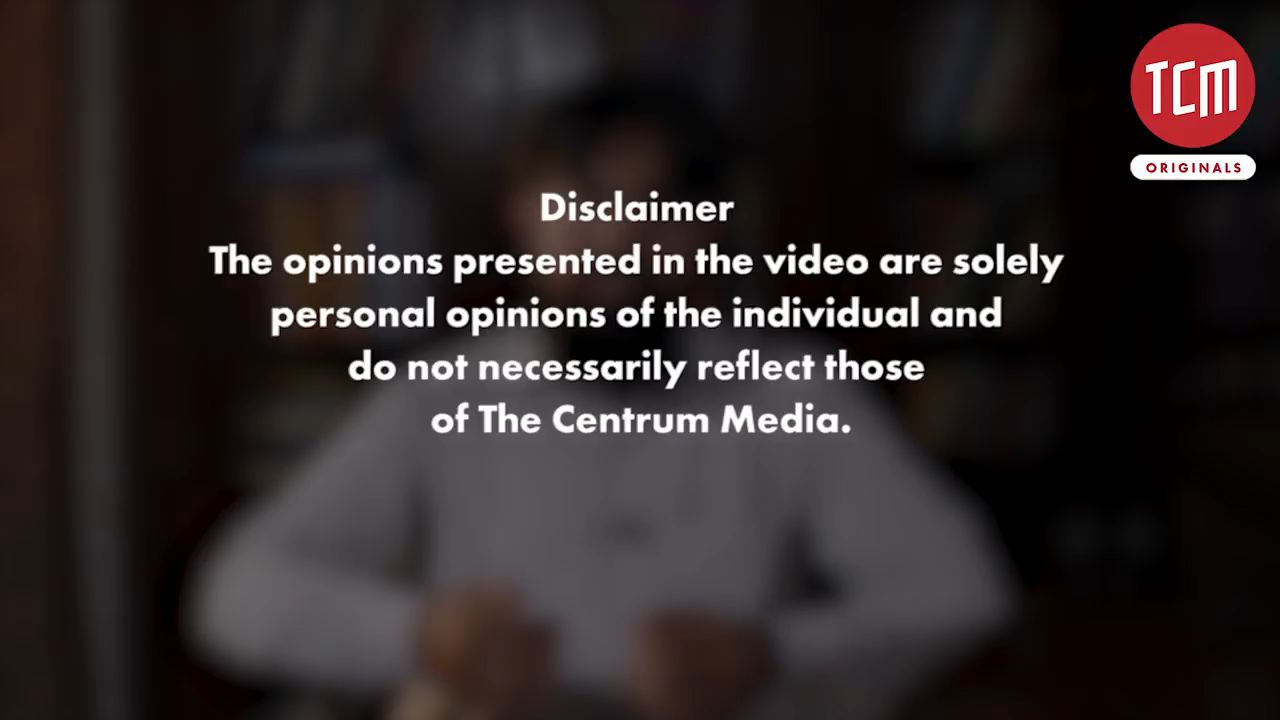 TCM
ORIGINALS
Disclaimer
The opinions presented in the video are solely
personal opinions of the individual and
do not necessarily reflect those
of The Centrum Media.